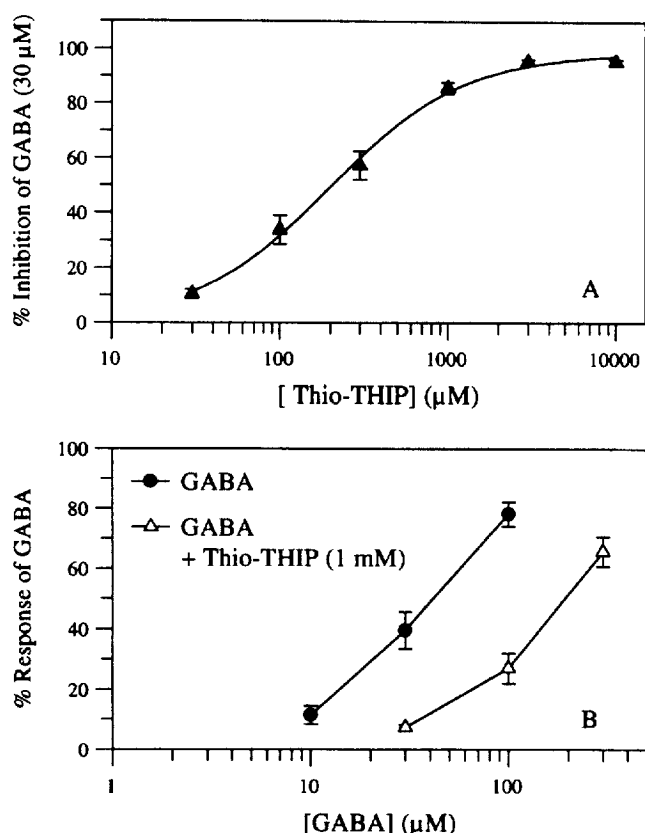 % Inhibition of GABA (30 µM)
100
80
60
40
20
0
A
10
100
1000
10000
[ Thio-THIP] (µM)
% Response of GABA
100
80
60
40
20
0
GABA
GABA
+ Thio-THIP (1 mM)
B
1
10
100
[GABA] (µM)